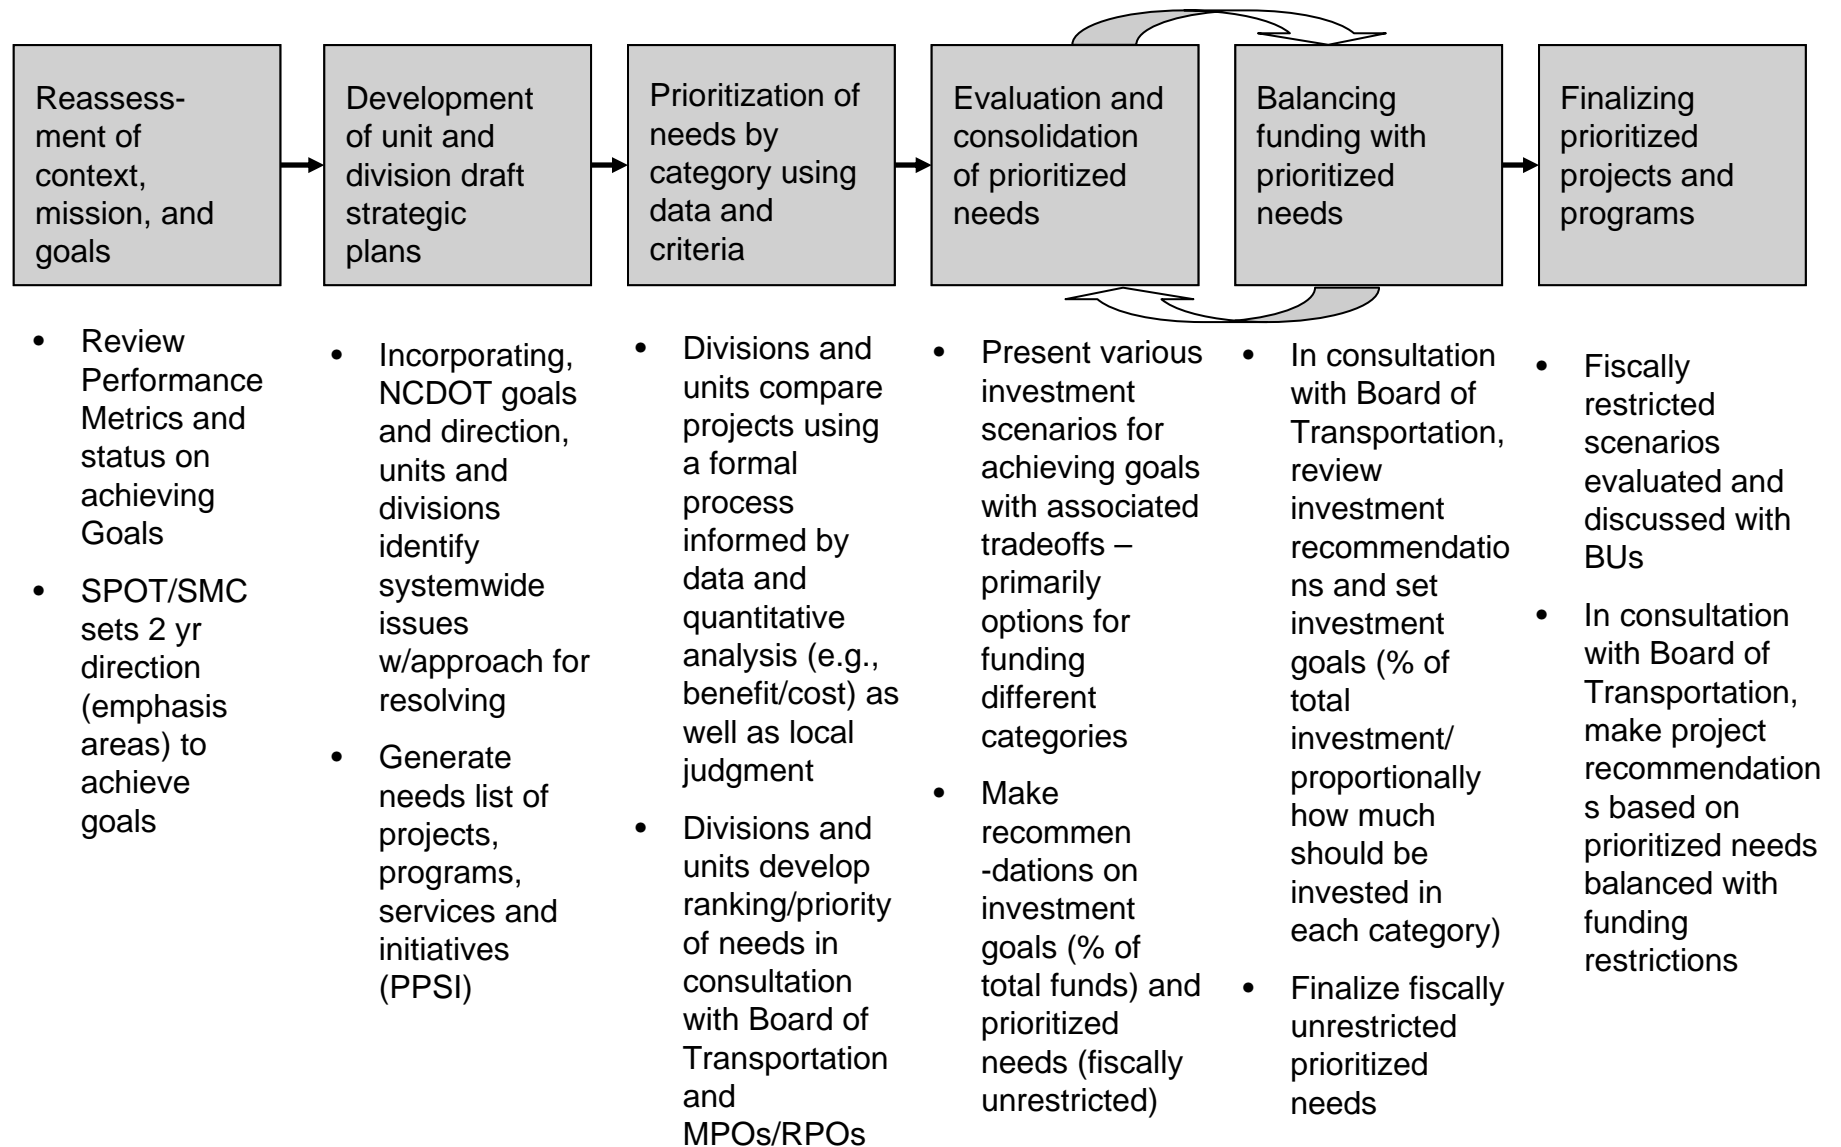 Reassess-
ment of
context,
mission, and
goals
Development
of unit and
division draft
strategic
plans
Prioritization of
needs by
category using
data and
criteria
Evaluation and
consolidation
of prioritized
needs
Balancing
funding with
prioritized
needs
Finalizing
prioritized
projects and
programs
• Review
Performance
Metrics and
status on
achieving
Goals
• SPOT/SMC
sets 2 yr
direction
(emphasis
areas) to
achieve
goals
• Incorporating,
NCDOT goals
and direction,
units and
divisions
identify
systemwide
issues
w/approach for
resolving
• Generate
needs list of
projects,
programs,
services and
initiatives
(PPSI)
• Divisions and
units compare
projects using
a formal
process
informed by
data and
quantitative
analysis (e.g.,
benefit/cost) as
well as local
judgment
• Divisions and
units develop
ranking/priority
of needs in
consultation
with Board of
Transportation
and
MPOs/RPOs
• Present various
investment
scenarios for
achieving goals
with associated
tradeoffs –
primarily
options for
funding
different
categories
• Make
recommen
-dations on
investment
goals (% of
total funds) and
prioritized
needs (fiscally
unrestricted)
• In consultation
with Board of
Transportation,
review
investment
recommendatio
ns and set
investment
goals (% of
total
investment/
proportionally
how much
should be
invested in
each category)
• Finalize fiscally
unrestricted
prioritized
needs
• Fiscally
restricted
scenarios
evaluated and
discussed with
BUs
• In consultation
with Board of
Transportation,
make project
recommendation
s based on
prioritized needs
balanced with
funding
restrictions